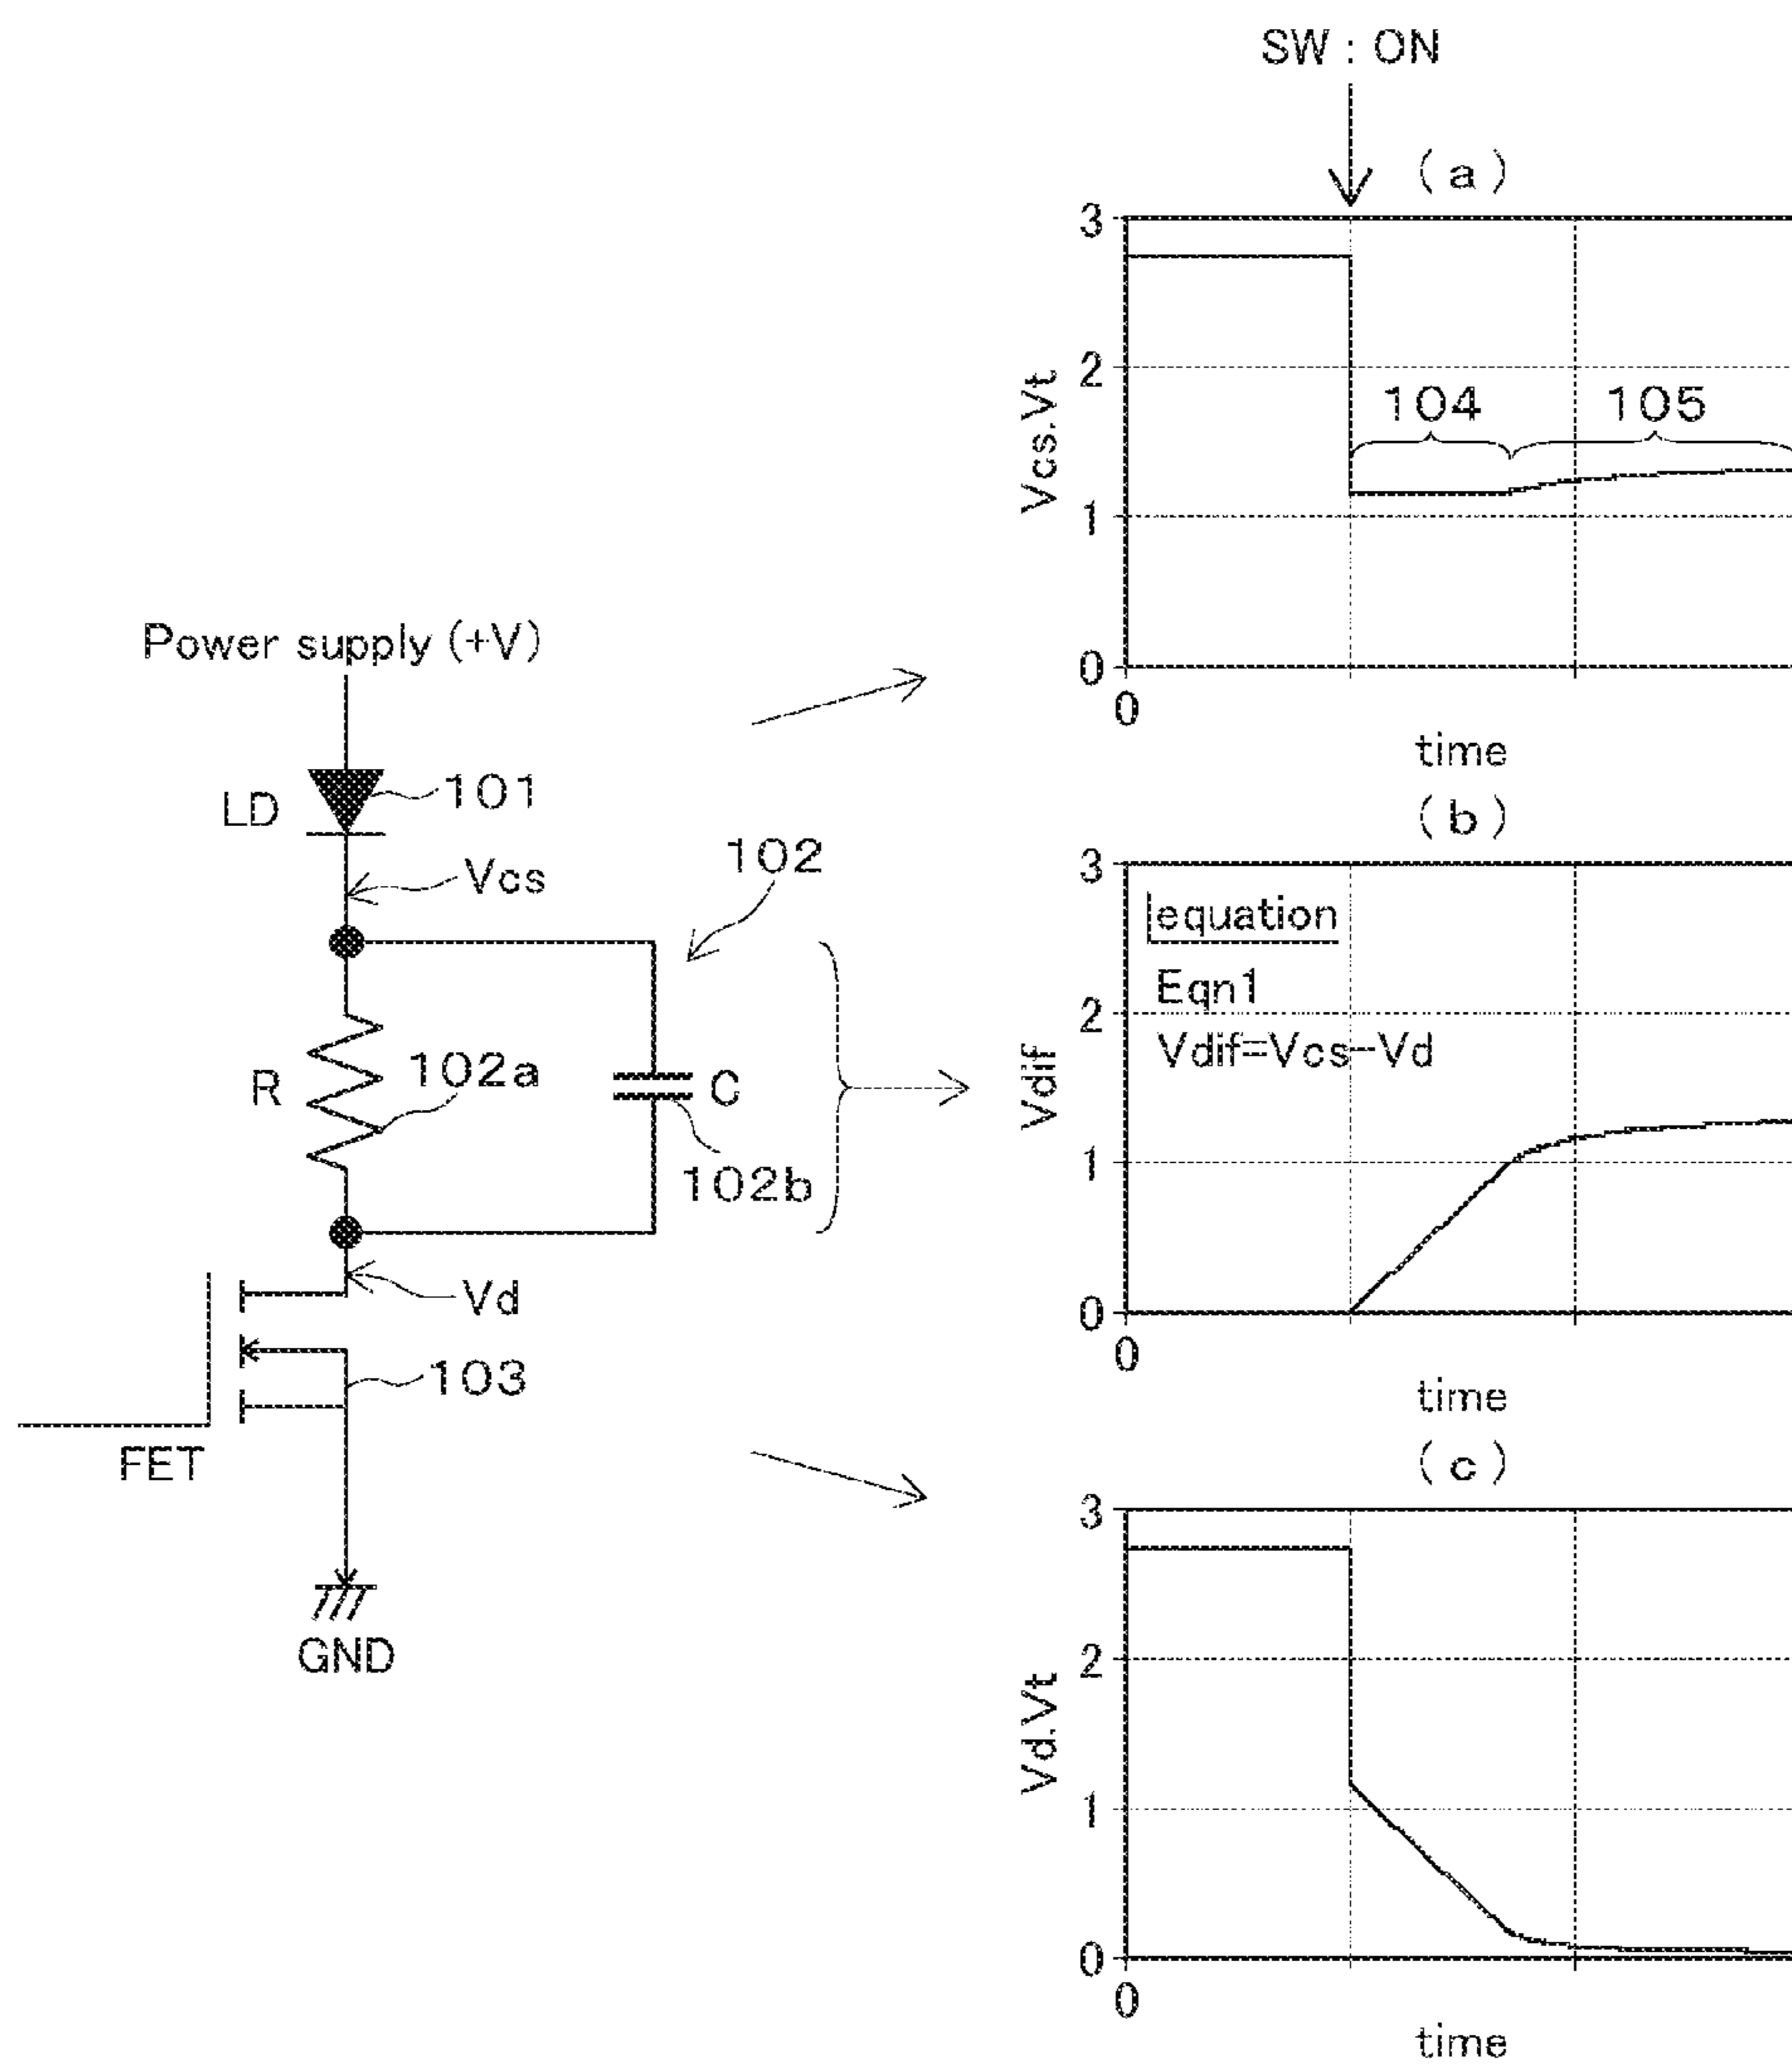 Power supply (+V)
LD
101
Vcs
102
R
102a
C
102b
Vd
103
FET
GND
SW : ON
(a)
3
2
1
0
Vcs.Vt
104
105
0
time
(b)
3
2
1
0
Vdif
equation
Eqn1
Vdif=Vcs-Vd
0
time
(c)
3
2
1
0
Vd.Vt
0
time